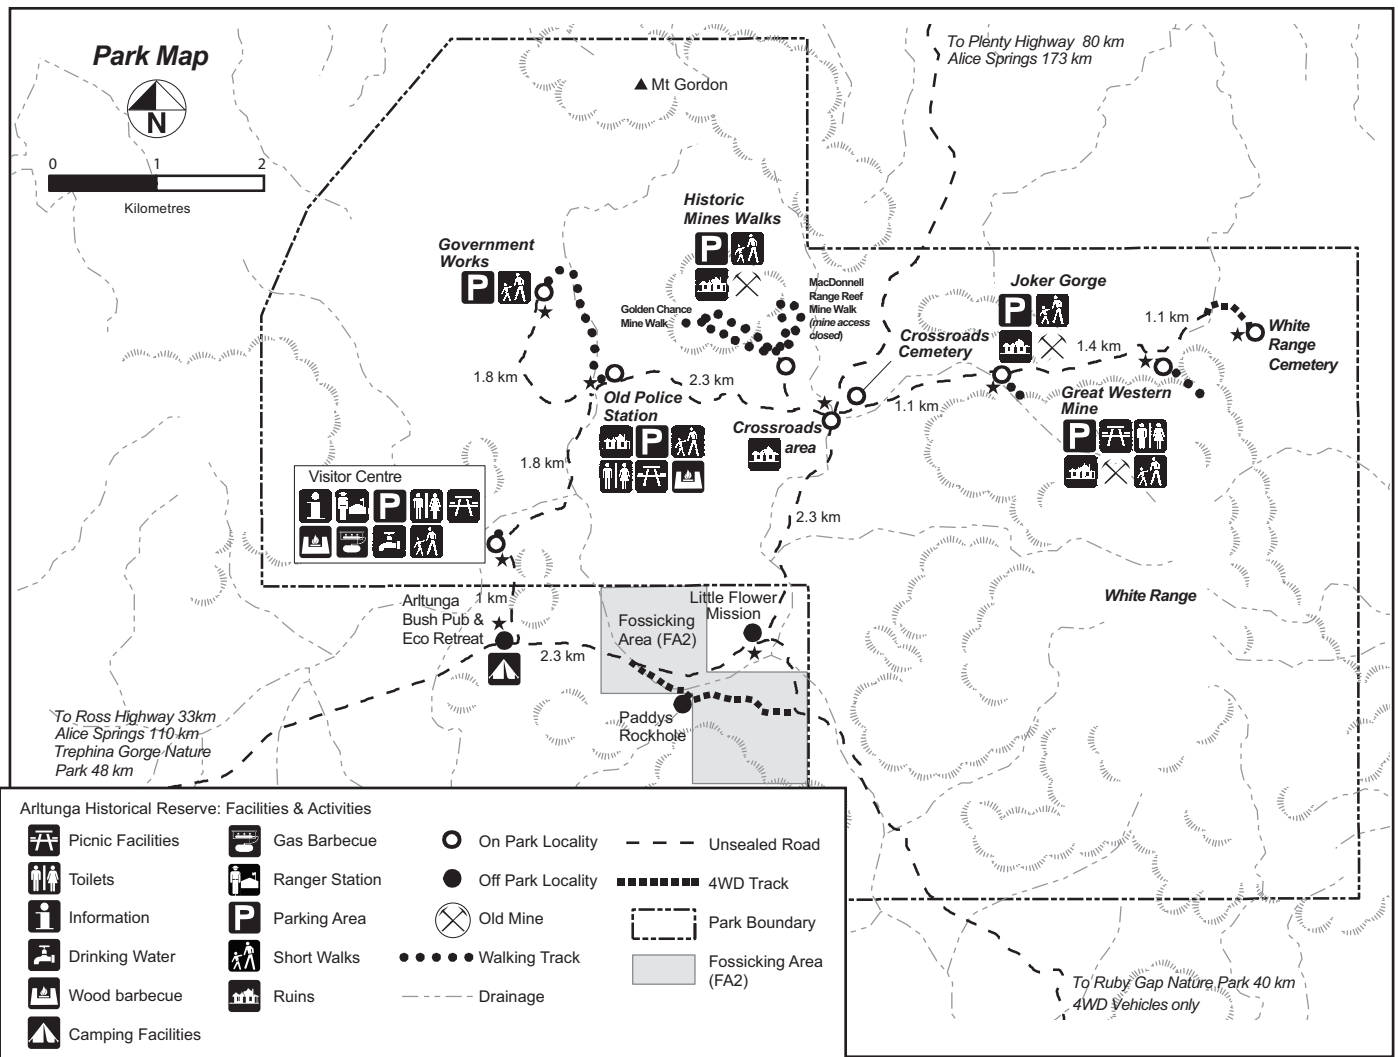 Park Map
N
0 1 2
Kilometres
To Plenty Highway 80 km
Alice Springs 173 km
Mt Gordon
Historic
Mines Walks
P
Government
Works
P
Golden Chance
Mine Walk
MacDonnell
Range Reef
Mine Walk
(mine access
closed)
Joker Gorge
P
Crossroads
Cemetery
1.1 km
White
Range
Cemetery
1.4 km
1.8 km
2.3 km
1.1 km
Old Police
Station
P
Crossroads
area
Great Western
Mine
P
1.8 km
Visitor Centre
P
2.3 km
White Range
1 km
Arltunga
Bush Pub &
Eco Retreat
Fossicking
Area (FA2)
Little Flower
Mission
2.3 km
Paddys
Rockhole
To Ross Highway 33km
Alice Springs 110 km
Trephina Gorge Nature
Park 48 km
To Ruby Gap Nature Park 40 km
4WD Vehicles only
Arltunga Historical Reserve: Facilities & Activities
Picnic Facilities
Toilets
Information
Drinking Water
Wood barbecue
Camping Facilities
Gas Barbecue
Ranger Station
P Parking Area
Short Walks
Ruins
On Park Locality
Off Park Locality
Old Mine
Walking Track
Drainage
Unsealed Road
4WD Track
Park Boundary
Fossicking Area
(FA2)